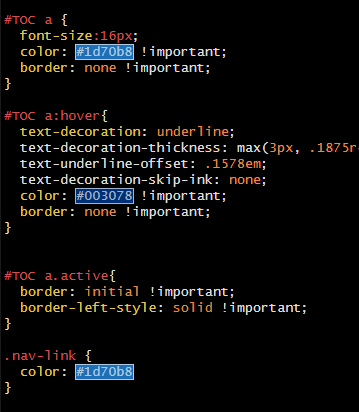 #TOC a {
  font-size:16px;
  color: #1d70b8 !important;
  border: none !important;
}
#TOC a:hover{
  text-decoration: underline;
  text-decoration-thickness: max(3px, .1875r
  text-underline-offset: .1578em;
  text-decoration-skip-ink: none;
  color: #003078 !important;
  border: none !important;
}
#TOC a.active{
  border: initial !important;
  border-left-style: solid !important;
}
.nav-link {
  color: #1d70b8
}